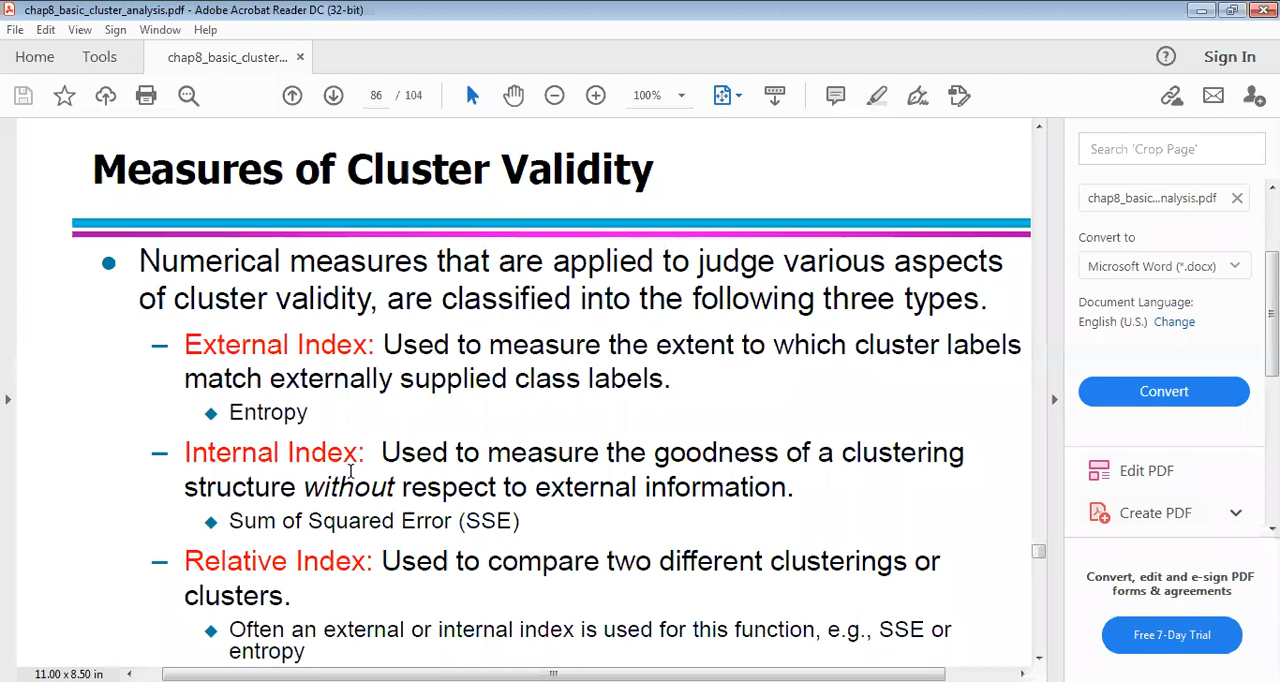 chap8_basic_cluster_analysis.pdf - Adobe Acrobat Reader DC (32-bit)
File Edit View Sign Window Help
Home Tools chap8_basic_cluster... × ? Sign In
86 / 104 100%
Measures of Cluster Validity
Numerical measures that are applied to judge various aspects
of cluster validity, are classified into the following three types.
– External Index: Used to measure the extent to which cluster labels
match externally supplied class labels.
Entropy
– Internal Index: Used to measure the goodness of a clustering
structure without respect to external information.
Sum of Squared Error (SSE)
– Relative Index: Used to compare two different clusterings or
clusters.
Often an external or internal index is used for this function, e.g., SSE or
entropy
11.00 x 8.50 in
Search 'Crop Page'
chap8_basic...nalysis.pdf
Convert to
Microsoft Word (*.docx)
Document Language:
English (U.S.) Change
Convert
Edit PDF
Create PDF
Convert, edit and e-sign PDF
forms & agreements
Free 7-Day Trial